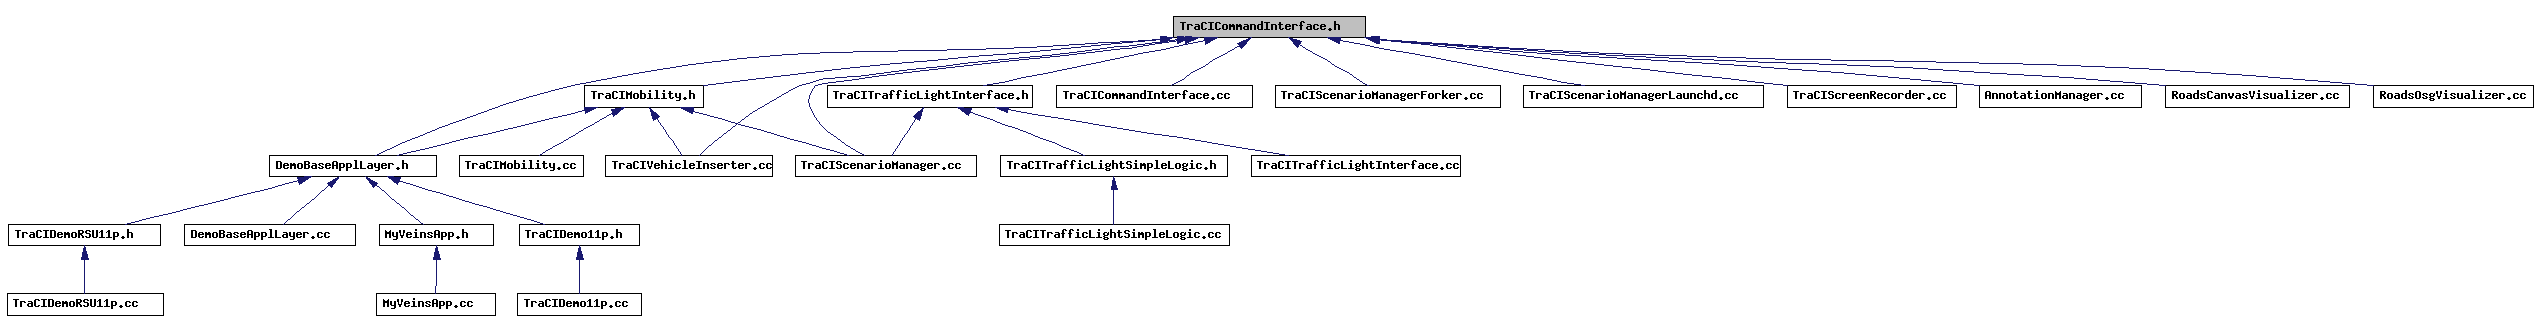 TraCICommandInterface.h
TraCIMobility.h
TraCITrafficLightInterface.h
TraCICommandInterface.cc
TraCIScenarioManagerForker.cc
TraCIScenarioManagerLaunchd.cc
TraCIScreenRecorder.cc
AnnotationManager.cc
RoadsCanvasVisualizer.cc
RoadsOsgVisualizer.cc
DemoBaseApplLayer.h
TraCIMobility.cc
TraCIVehicleInserter.cc
TraCIScenarioManager.cc
TraCITrafficLightSimpleLogic.h
TraCITrafficLightInterface.cc
TraCIDemoRSU11p.h
DemoBaseApplLayer.cc
MyVeinsApp.h
TraCIDemo11p.h
TraCITrafficLightSimpleLogic.cc
TraCIDemoRSU11p.cc
MyVeinsApp.cc
TraCIDemo11p.cc